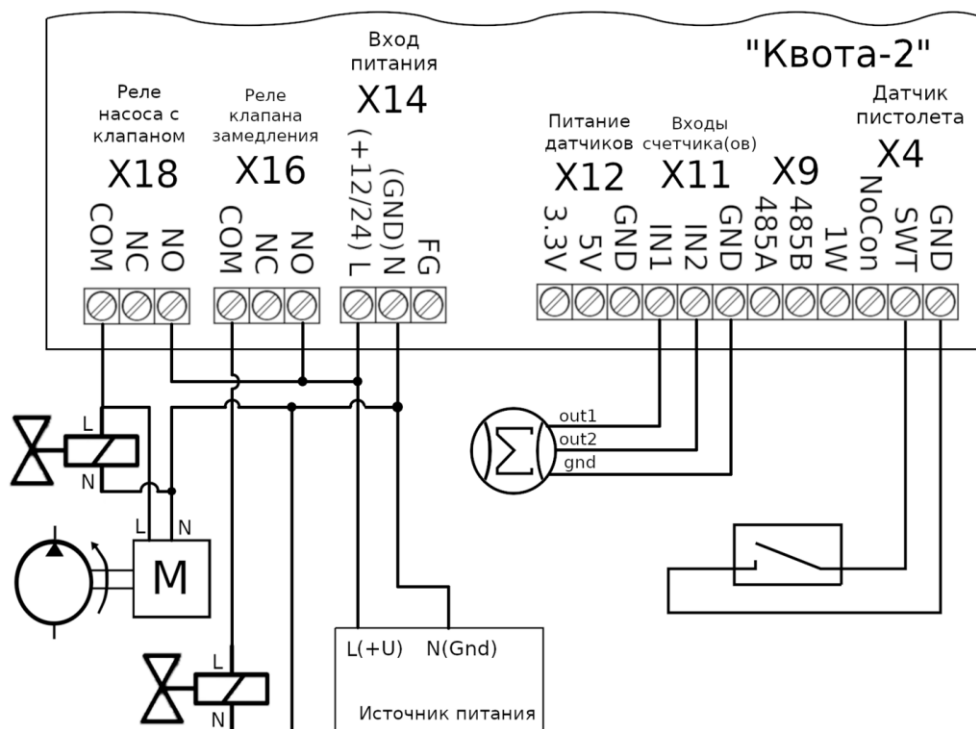 "Квота-2"
Реле
насоса с
клапаном
X18
COM
NC
NO
Реле
клапана
замедления
X16
COM
NC
NO
Вход
питания
X14
(+12/24) L
(GND) N
FG
Питание
датчиков
X12
3.3V
5V
GND
Входы
счетчика(ов)
X11
IN1
IN2
GND
X9
485A
485B
1W
Датчик
пистолета
X4
NoCon
SWT
GND
L
N
L N
M
out1
out2
gnd
L
N
L(+U) N(Gnd)
Источник питания